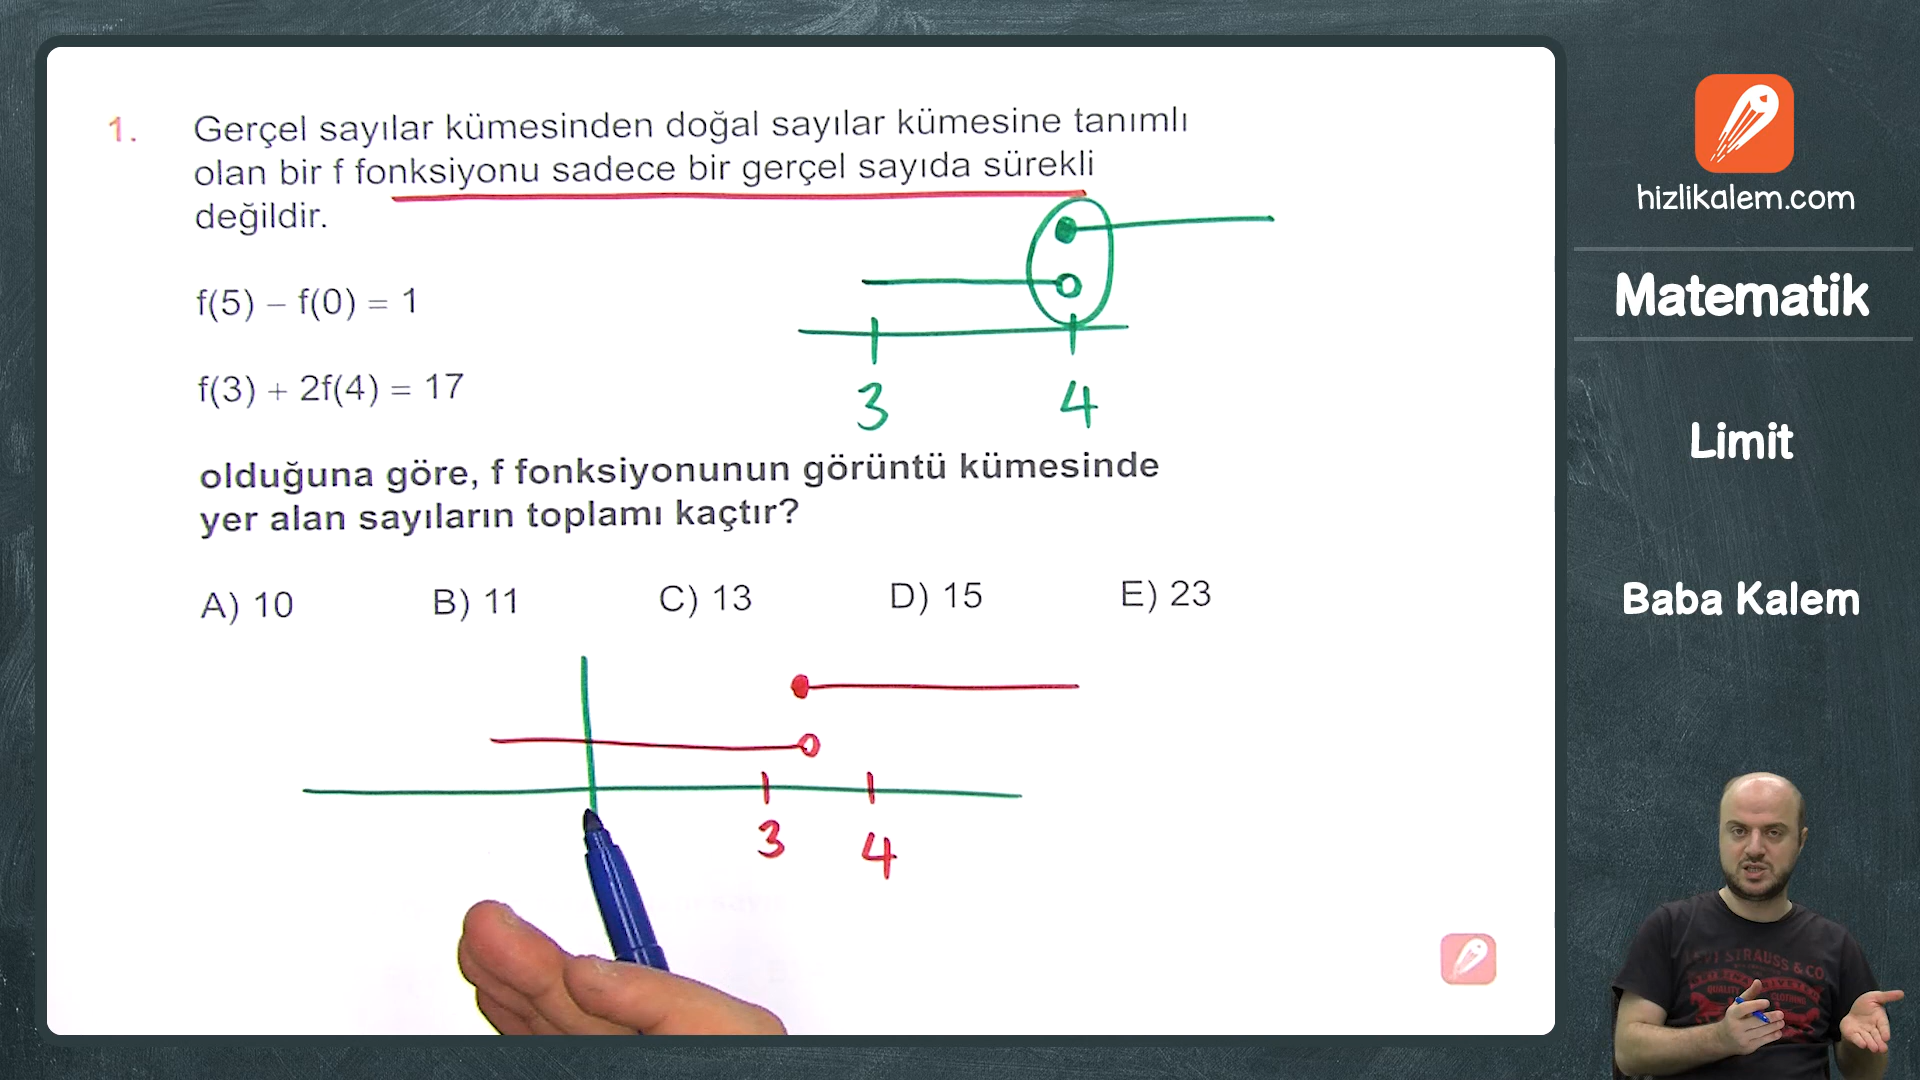 1. Gerçel sayılar kümesinden doğal sayılar kümesine tanımlı
olan bir f fonksiyonu sadece bir gerçel sayıda sürekli
değildir.
f(5) – f(0) = 1
f(3) + 2f(4) = 17
3 4
olduğuna göre, f fonksiyonunun görüntü kümesinde
yer alan sayıların toplamı kaçtır?
A) 10 B) 11 C) 13 D) 15 E) 23
3 4
hizlikalem.com
Matematik
Limit
Baba Kalem